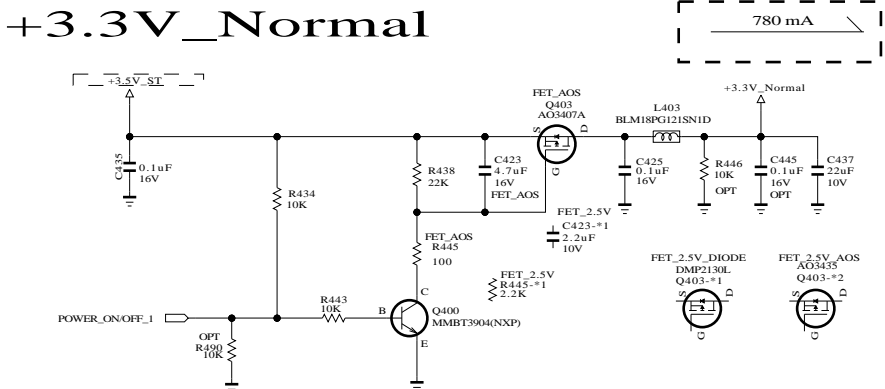 +3.3V_Normal
780 mA
+3.5V_ST
C435
0.1uF
16V
R434
10K
R438
22K
C423
4.7uF
16V
FET_AOS
FET_AOS
Q403
AO3407A
S
D
G
L403
BLM18PG121SN1D
+3.3V_Normal
C425
0.1uF
16V
R446
10K
OPT
C445
0.1uF
16V
OPT
C437
22uF
10V
FET_2.5V
C423-*1
2.2uF
10V
FET_AOS
R445
100
FET_2.5V
R445-*1
2.2K
FET_2.5V_DIODE
DMP2130L
Q403-*1
S
D
G
FET_2.5V_AOS
AO3435
Q403-*2
S
D
G
POWER_ON/OFF_1
OPT
R490
10K
R443
10K
B
C
E
Q400
MMBT3904(NXP)